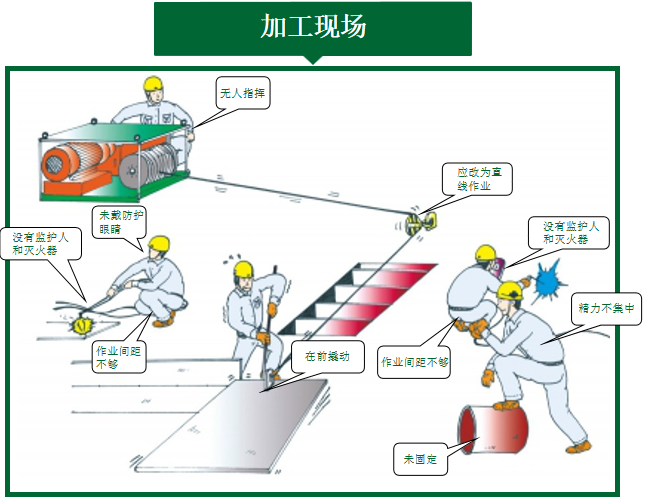 加工现场
无人指挥
应改为直
线作业
未戴防护
眼睛
没有监护人
和灭火器
没有监护人
和灭火器
精力不集中
作业间距
不够
在前撬动
作业间距不够
未固定